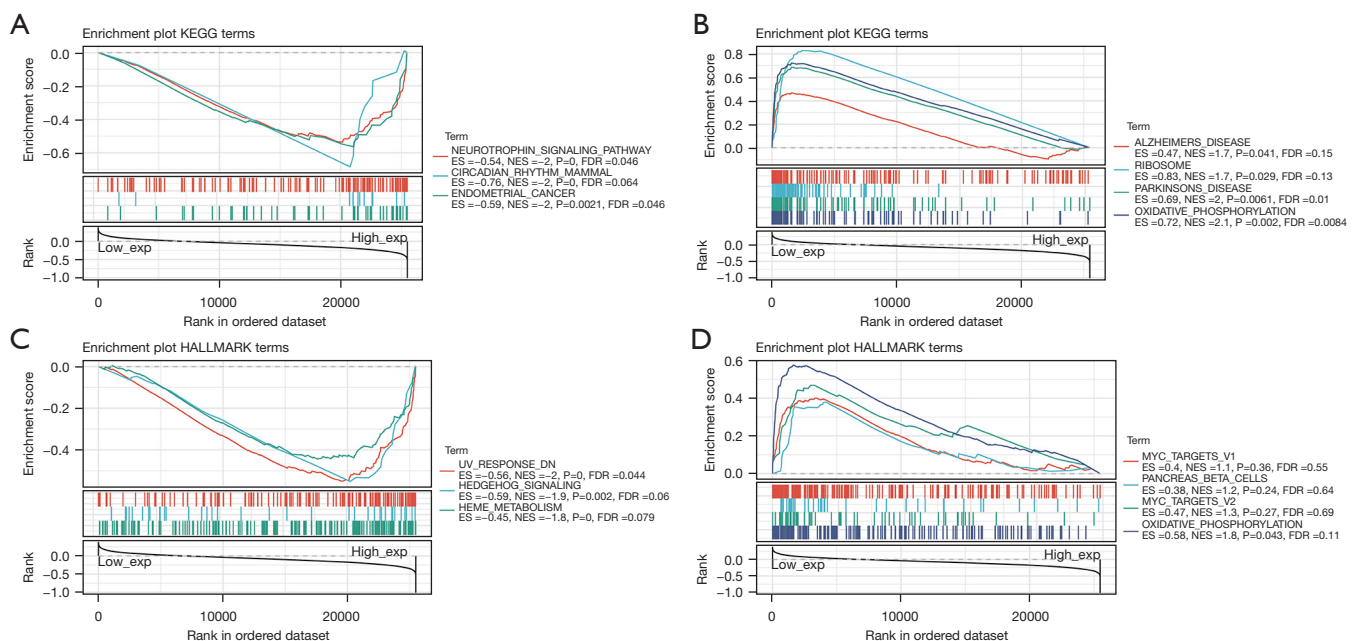 A
Enrichment plot KEGG terms
Enrichment score
0.0
−0.2
−0.4
−0.6
Term
NEUROTROPHIN_SIGNALING_PATHWAY
ES =−0.54, NES =−2, P=0, FDR =0.046
CIRCADIAN_RHYTHM_MAMMAL
ES =−0.76, NES =−2, P=0, FDR =0.064
ENDOMETRIAL_CANCER
ES =−0.59, NES =−2, P=0.0021, FDR =0.046
Rank
0.0
−0.5
−1.0
High_exp
Low_exp
0 10000 20000
Rank in ordered dataset
B
Enrichment plot KEGG terms
Enrichment score
0.8
0.6
0.4
0.2
0.0
Term
ALZHEIMERS_DISEASE
ES =0.47, NES =1.7, P=0.041, FDR =0.15
RIBOSOME
ES =0.83, NES =1.7, P=0.029, FDR =0.13
PARKINSONS_DISEASE
ES =0.69, NES =2, P=0.0061, FDR =0.01
OXIDATIVE_PHOSPHORYLATION
ES =0.72, NES =2.1, P =0.002, FDR =0.0084
Rank
0.0
−0.5
−1.0
High_exp
Low_exp
0 10000 20000
Rank in ordered dataset
C
Enrichment plot HALLMARK terms
Enrichment score
0.0
−0.2
−0.4
Term
UV_RESPONSE_DN
ES =−0.56, NES =−2, P=0, FDR =0.044
HEDGEHOG_SIGNALING
ES =−0.59, NES =−1.9, P=0.002, FDR =0.06
HEME_METABOLISM
ES =−0.45, NES =−1.8, P=0, FDR =0.079
Rank
0.0
−0.5
−1.0
High_exp
Low_exp
0 10000 20000
Rank in ordered dataset
D
Enrichment plot HALLMARK terms
Enrichment score
0.6
0.4
0.2
0.0
Term
MYC_TARGETS_V1
ES =0.4, NES =1.1, P=0.36, FDR =0.55
PANCREAS_BETA_CELLS
ES =0.38, NES =1.2, P=0.24, FDR =0.64
MYC_TARGETS_V2
ES =0.47, NES =1.3, P=0.27, FDR =0.69
OXIDATIVE_PHOSPHORYLATION
ES =0.58, NES =1.8, P=0.043, FDR =0.11
Rank
0.0
−0.5
−1.0
High_exp
Low_exp
0 10000 20000
Rank in ordered dataset